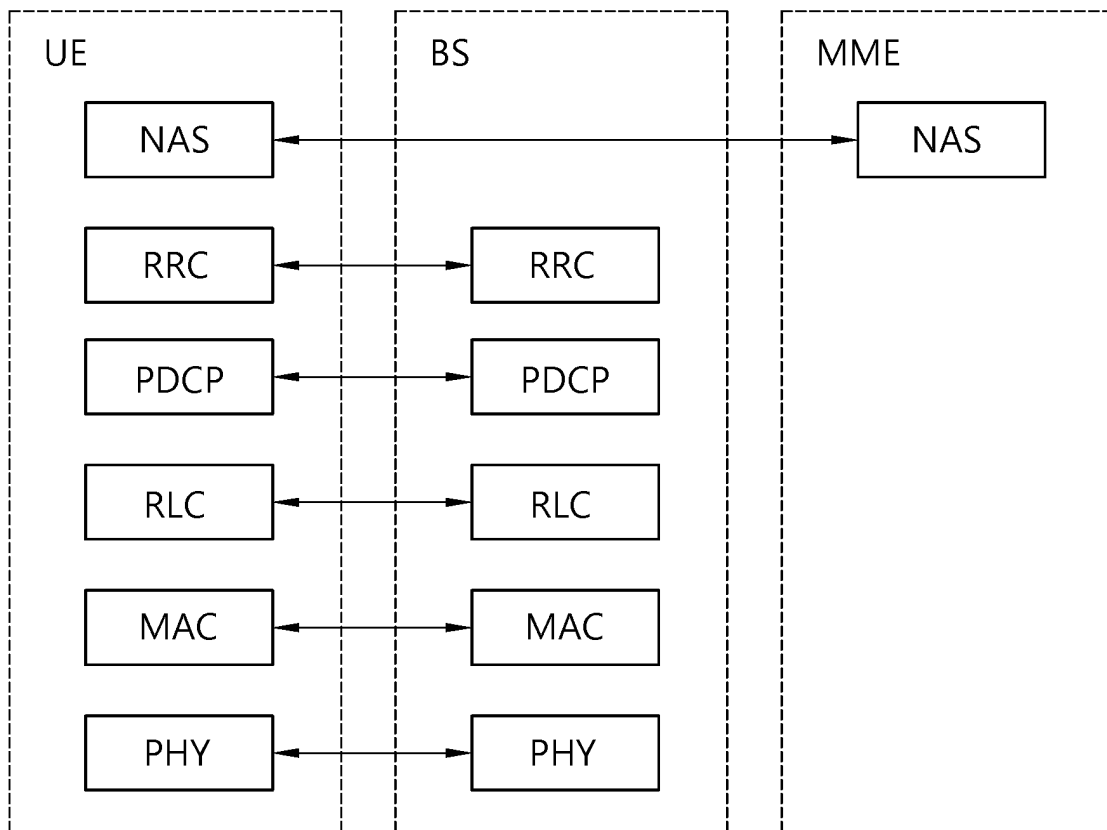 UE BS MME
NAS NAS
RRC RRC
PDCP PDCP
RLC RLC
MAC MAC
PHY PHY